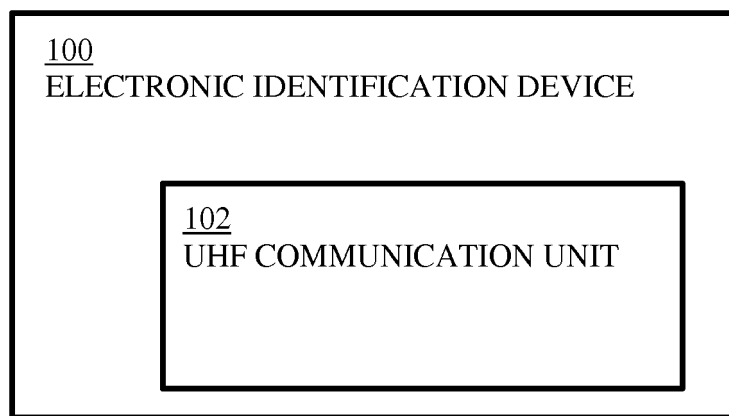 100
ELECTRONIC IDENTIFICATION DEVICE
102
UHF COMMUNICATION UNIT